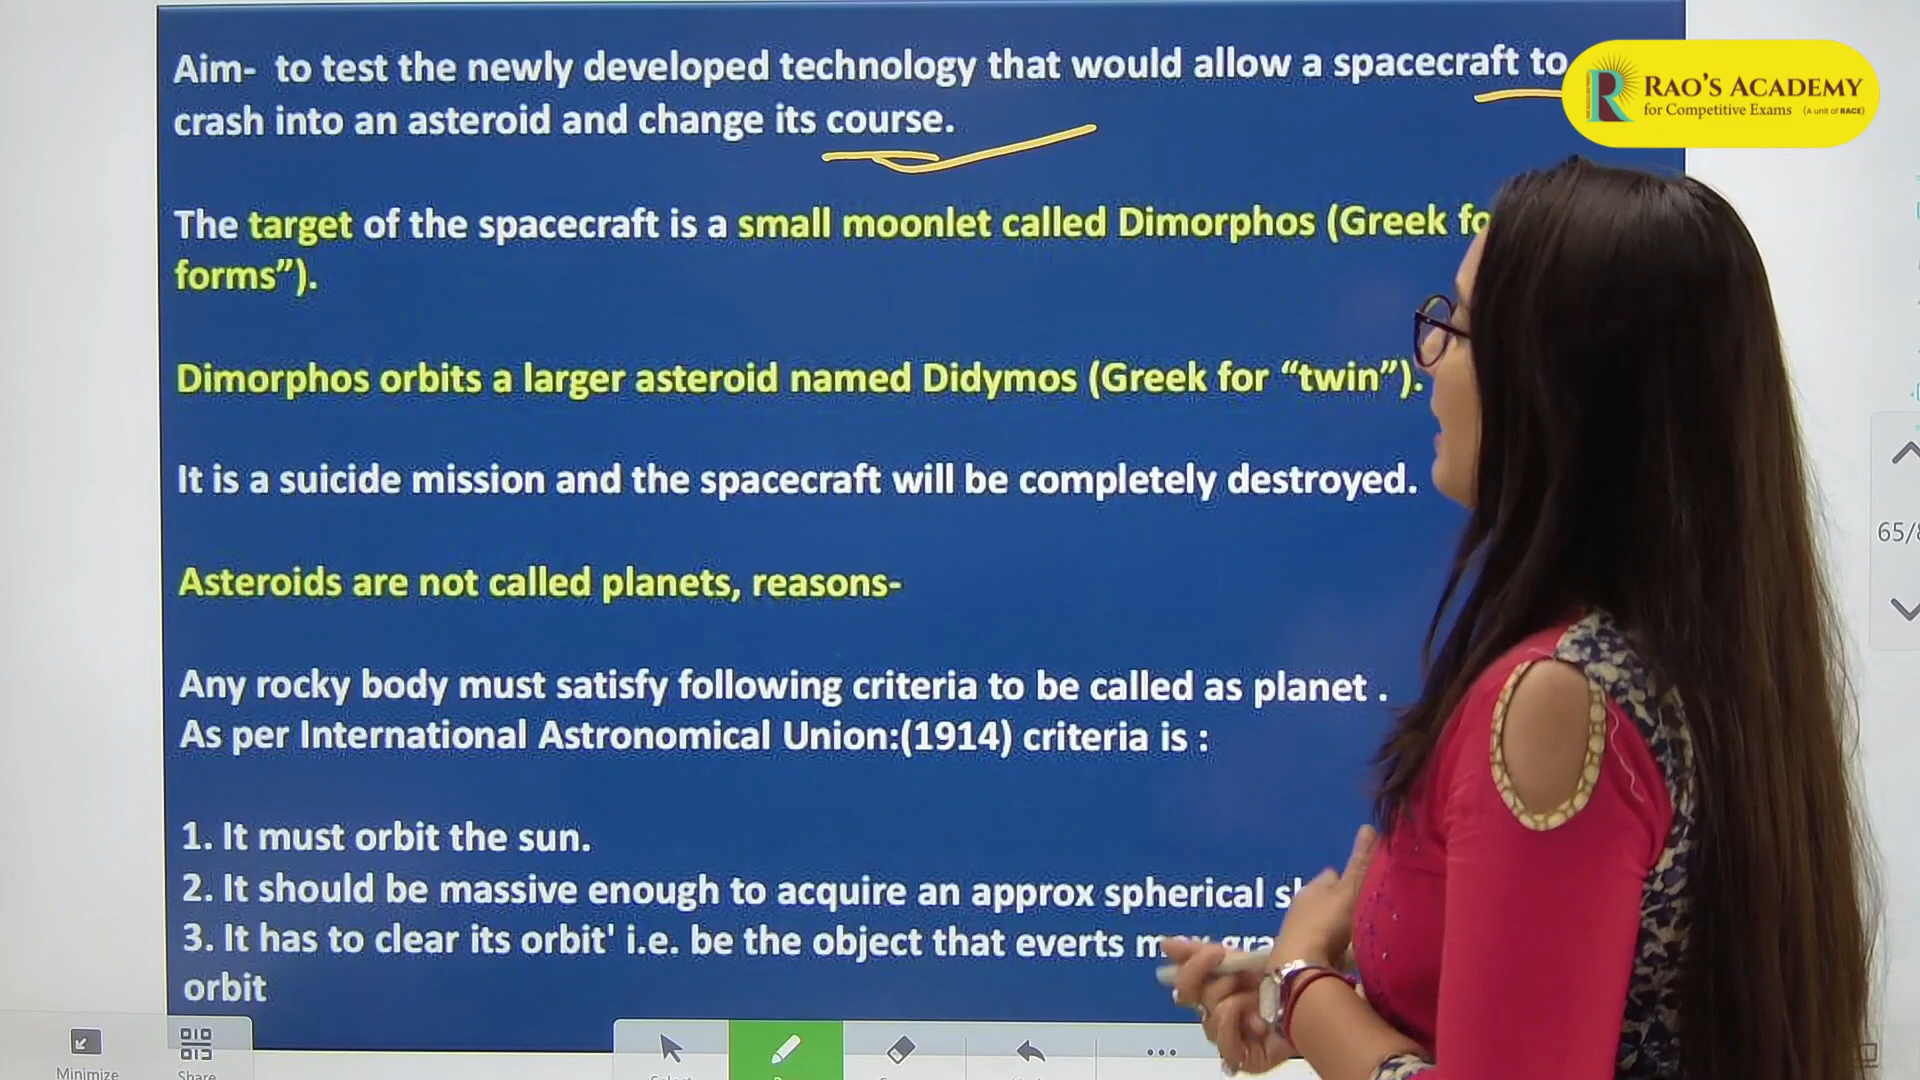 Aim- to test the newly developed technology that would allow a spacecraft to
crash into an asteroid and change its course.
The target of the spacecraft is a small moonlet called Dimorphos (Greek
forms”).
Dimorphos orbits a larger asteroid named Didymos (Greek for “twin”).
It is a suicide mission and the spacecraft will be completely destroyed.
Asteroids are not called planets, reasons-
Any rocky body must satisfy following criteria to be called as planet .
As per International Astronomical Union:(1914) criteria is :
1. It must orbit the sun.
2. It should be massive enough to acquire an approx spherical
3. It has to clear its orbit' i.e. be the object that everts
orbit
RAO'S ACADEMY
for Competitive Exams (A unit of RACE)
65/
Minimize
Share